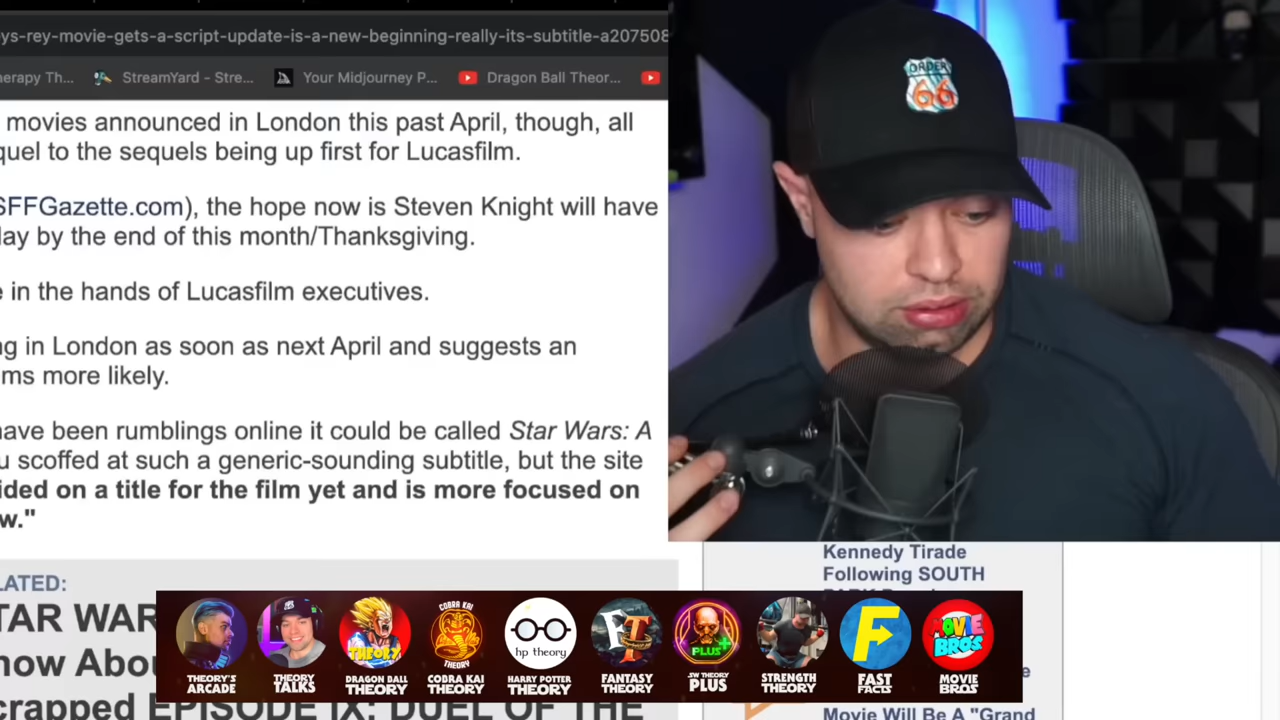 ys-rey-movie-gets-a-script-update-is-a-new-beginning-really-its-subtitle-a207508
erapy Th... StreamYard – Stre... Your Midjourney P... Dragon Ball Theor...
movies announced in London this past April, though, all
quel to the sequels being up first for Lucasfilm.
SFFGazette.com), the hope now is Steven Knight will have
lay by the end of this month/Thanksgiving.
e in the hands of Lucasfilm executives.
ng in London as soon as next April and suggests an
ms more likely.
have been rumblings online it could be called Star Wars: A
u scoffed at such a generic-sounding subtitle, but the site
ided on a title for the film yet and is more focused on
w."
ORDER
66
Kennedy Tirade
Following SOUTH
LATED:
TAR WAR
now Abou
crapped EPISODE IX: DUEL OF THE
THEORY
COBRA KAI
THEORY
hp theory
FT
PLUS+
F
MOVIE
BROS
THEORY'S
ARCADE
THEORY
TALKS
DRAGON BALL
THEORY
COBRA KAI
THEORY
HARRY POTTER
THEORY
FANTASY
THEORY
SW THEORY
PLUS
STRENGTH
THEORY
FAST
FACTS
MOVIE
BROS
Movie Will Be A "Grand